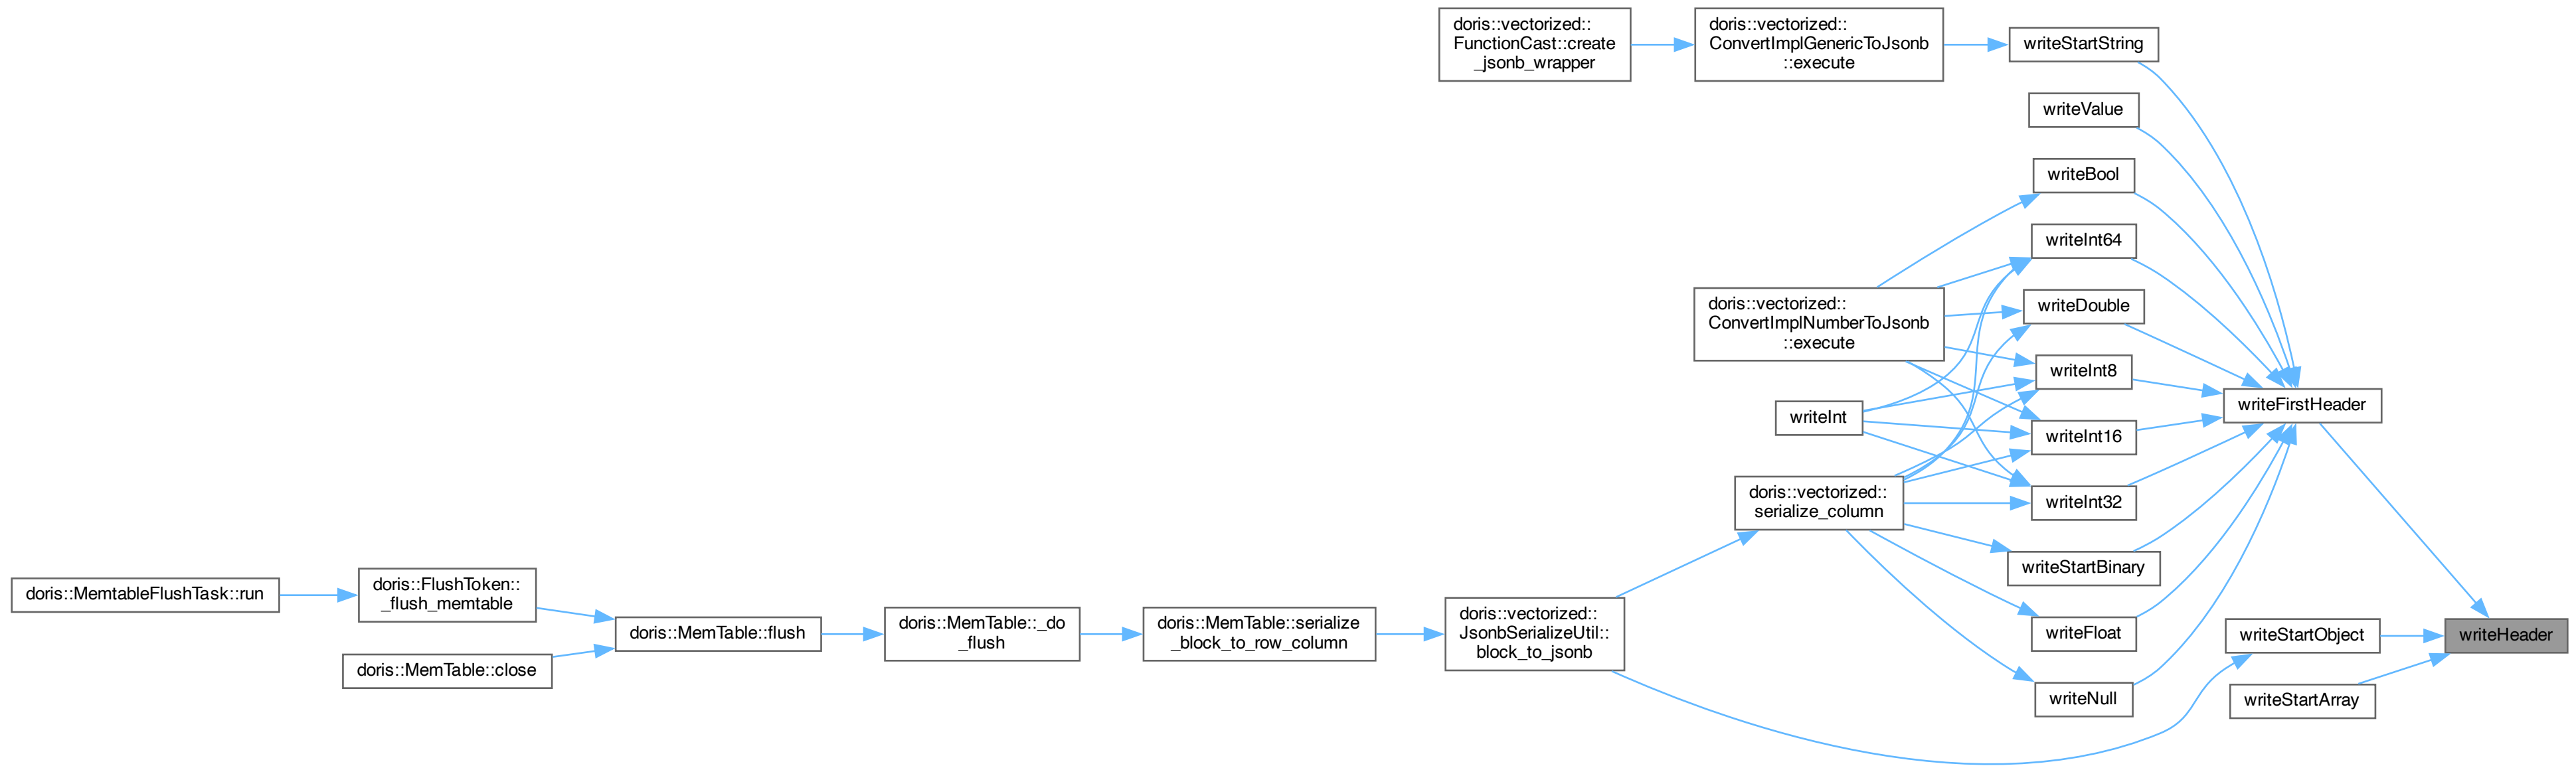 doris::vectorized::
FunctionCast::create
_jsonb_wrapper
doris::vectorized::
ConvertImplGenericToJsonb
::execute
writeStartString
writeValue
writeBool
writeInt64
doris::vectorized::
ConvertImplNumberToJsonb
::execute
writeDouble
writeInt8
writeInt
writeFirstHeader
writeInt16
doris::vectorized::
serialize_column
writeInt32
writeStartBinary
doris::MemtableFlushTask::run
doris::FlushToken::
_flush_memtable
doris::MemTable::close
doris::MemTable::flush
doris::MemTable::_do
_flush
doris::MemTable::serialize
_block_to_row_column
doris::vectorized::
JsonbSerializeUtil::
block_to_jsonb
writeFloat
writeStartObject
writeHeader
writeNull
writeStartArray